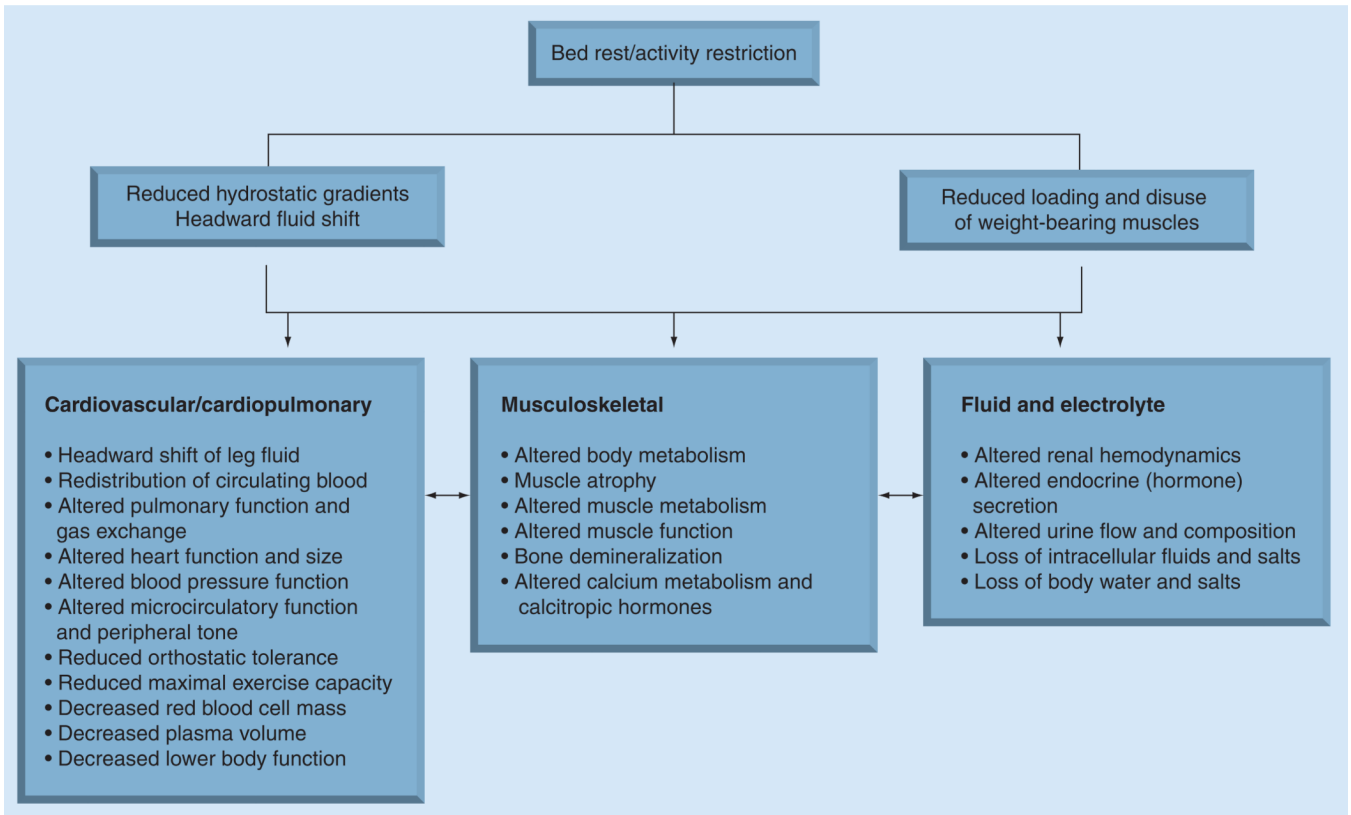 Bed rest/activity restriction
Reduced hydrostatic gradients
Headward fluid shift
Reduced loading and disuse
of weight-bearing muscles
Cardiovascular/cardiopulmonary
• Headward shift of leg fluid
• Redistribution of circulating blood
• Altered pulmonary function and
gas exchange
• Altered heart function and size
• Altered blood pressure function
• Altered microcirculatory function
and peripheral tone
• Reduced orthostatic tolerance
• Reduced maximal exercise capacity
• Decreased red blood cell mass
• Decreased plasma volume
• Decreased lower body function
Musculoskeletal
• Altered body metabolism
• Muscle atrophy
• Altered muscle metabolism
• Altered muscle function
• Bone demineralization
• Altered calcium metabolism and
calcitropic hormones
Fluid and electrolyte
• Altered renal hemodynamics
• Altered endocrine (hormone)
secretion
• Altered urine flow and composition
• Loss of intracellular fluids and salts
• Loss of body water and salts